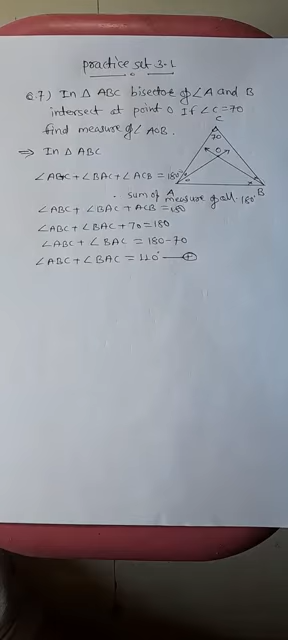 practice set 3.1
Q.7) In △ ABC bisector of ∠A and B
intersect at point O If ∠C = 70
find measure of ∠ AOB.
C
70
O
⇒ In △ ABC
∠ABC + ∠BAC + ∠ACB = 180°
A
B
. sum of measure of all. 180°
∠ABC + ∠BAC + ACB = 180
∠ABC + ∠BAC + 70 = 180
∠ABC + ∠BAC = 180-70
∠ABC + ∠BAC = 110°